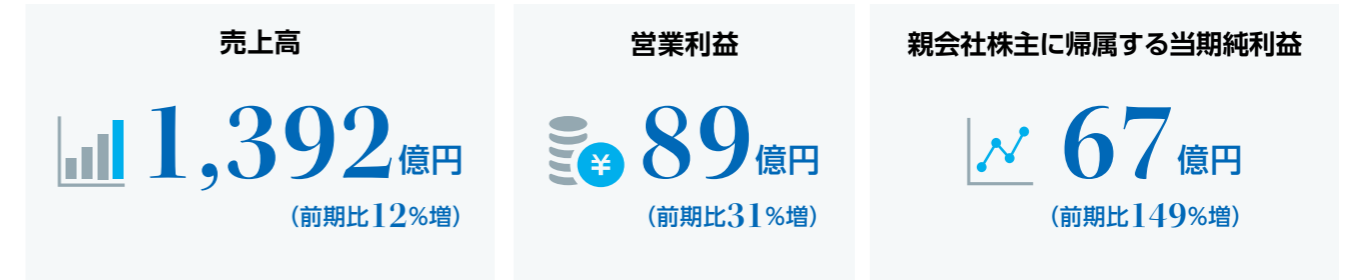 売上高
1,392億円
（前期比12%増）
営業利益
¥
89億円
（前期比31%増）
親会社株主に帰属する当期純利益
67億円
（前期比149%増）